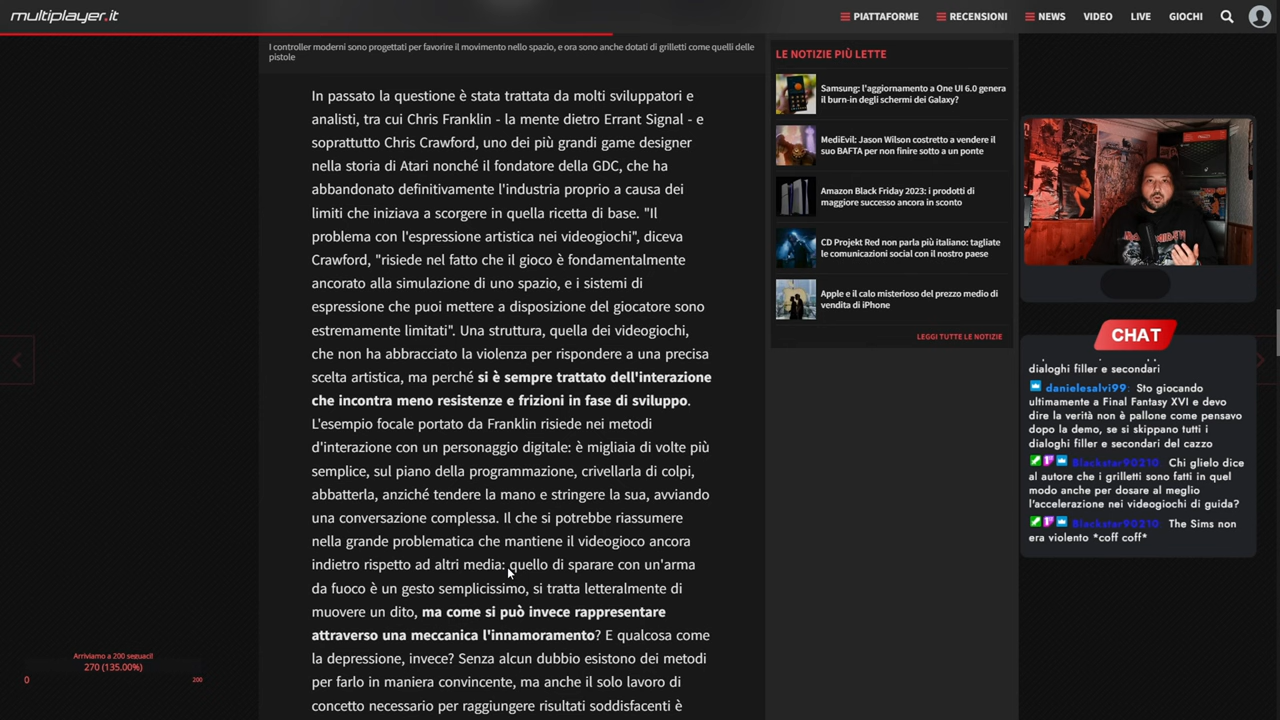 multiplayer.it
PIATTAFORME
RECENSIONI
NEWS
VIDEO
LIVE
GIOCHI
I controller moderni sono progettati per favorire il movimento nello spazio, e ora sono anche dotati di grilletti come quelli delle
pistole
In passato la questione è stata trattata da molti sviluppatori e
analisti, tra cui Chris Franklin - la mente dietro Errant Signal - e
soprattutto Chris Crawford, uno dei più grandi game designer
nella storia di Atari nonché il fondatore della GDC, che ha
abbandonato definitivamente l'industria proprio a causa dei
limiti che iniziava a scorgere in quella ricetta di base. "Il
problema con l'espressione artistica nei videogiochi", diceva
Crawford, "risiede nel fatto che il gioco è fondamentalmente
ancorato alla simulazione di uno spazio, e i sistemi di
espressione che puoi mettere a disposizione del giocatore sono
estremamente limitati". Una struttura, quella dei videogiochi,
che non ha abbracciato la violenza per rispondere a una precisa
scelta artistica, ma perché si è sempre trattato dell'interazione
che incontra meno resistenze e frizioni in fase di sviluppo.
L'esempio focale portato da Franklin risiede nei metodi
d'interazione con un personaggio digitale: è migliaia di volte più
semplice, sul piano della programmazione, crivellarla di colpi,
abbatterla, anziché tendere la mano e stringere la sua, avviando
una conversazione complessa. Il che si potrebbe riassumere
nella grande problematica che mantiene il videogioco ancora
indietro rispetto ad altri media: quello di sparare con un'arma
da fuoco è un gesto semplicissimo, si tratta letteralmente di
muovere un dito, ma come si può invece rappresentare
attraverso una meccanica l'innamoramento? E qualcosa come
la depressione, invece? Senza alcun dubbio esistono dei metodi
per farlo in maniera convincente, ma anche il solo lavoro di
concetto necessario per raggiungere risultati soddisfacenti è
LE NOTIZIE PIÙ LETTE
Samsung: l'aggiornamento a One UI 6.0 genera
il burn-in degli schermi dei Galaxy?
MediEvil: Jason Wilson costretto a vendere il
suo BAFTA per non finire sotto a un ponte
Amazon Black Friday 2023: i prodotti di
maggiore successo ancora in sconto
CD Projekt Red non parla più italiano: tagliate
le comunicazioni social con il nostro paese
Apple e il calo misterioso del prezzo medio di
vendita di iPhone
LEGGI TUTTE LE NOTIZIE
CHAT
dialoghi filler e secondari
danielesalvi99: Sto giocando
ultimamente a Final Fantasy XVI e devo
dire la verità non è pallone come pensavo
dopo la demo, se si skippano tutti i
dialoghi filler e secondari del cazzo
Blackster90210 Chi glielo dice
al autore che i grilletti sono fatti in quel
modo anche per dosare al meglio
l'accelerazione nei videogiochi di guida?
Blackster90210 The Sims non
era violento *coff coff*
Arriviamo a 200 seguaci!
270 (135.00%)
0
200